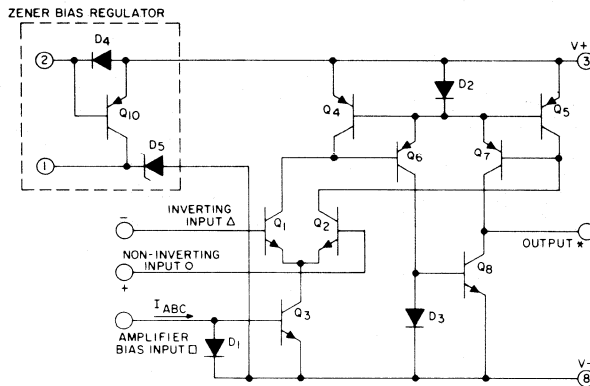 ZENER BIAS REGULATOR
2
D4
V+
3
Q10
Q4
D2
Q5
1
D5
Q6
Q7
−
INVERTING
INPUT △
Q1
Q2
NON-INVERTING
INPUT O
+
OUTPUT *
Q8
IABC
Q3
D3
AMPLIFIER
BIAS INPUT □
D1
V-
8